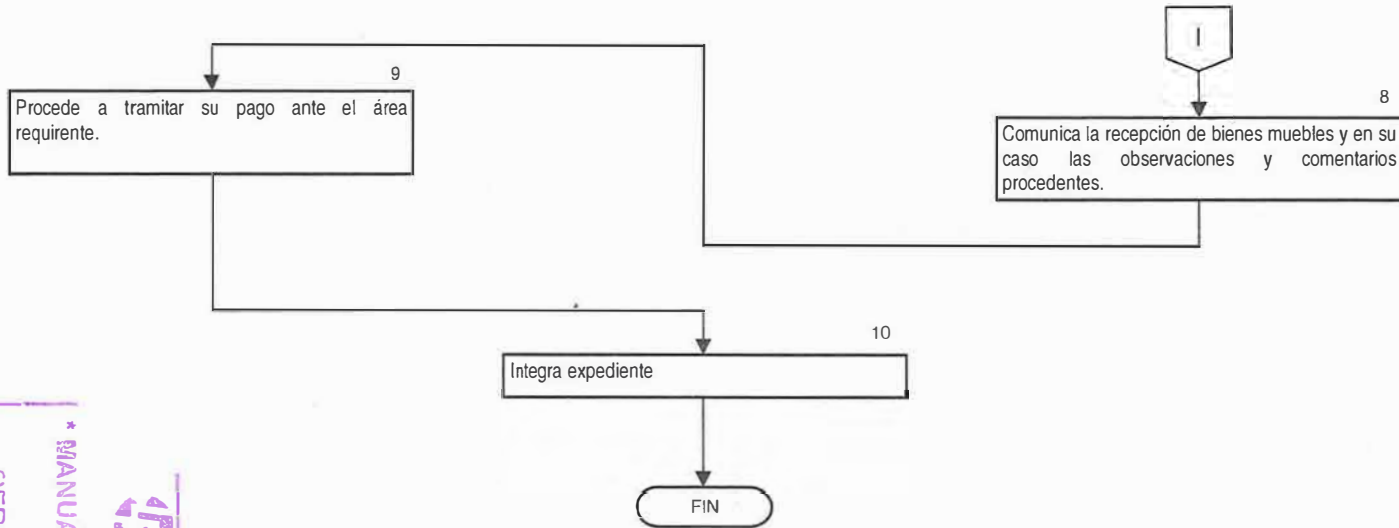 I
8
Comunica la recepción de bienes muebles y en su
caso las observaciones y comentarios
procedentes.
9
Procede a tramitar su pago ante el área
requirente.
10
Integra expediente
FIN
* MANUA